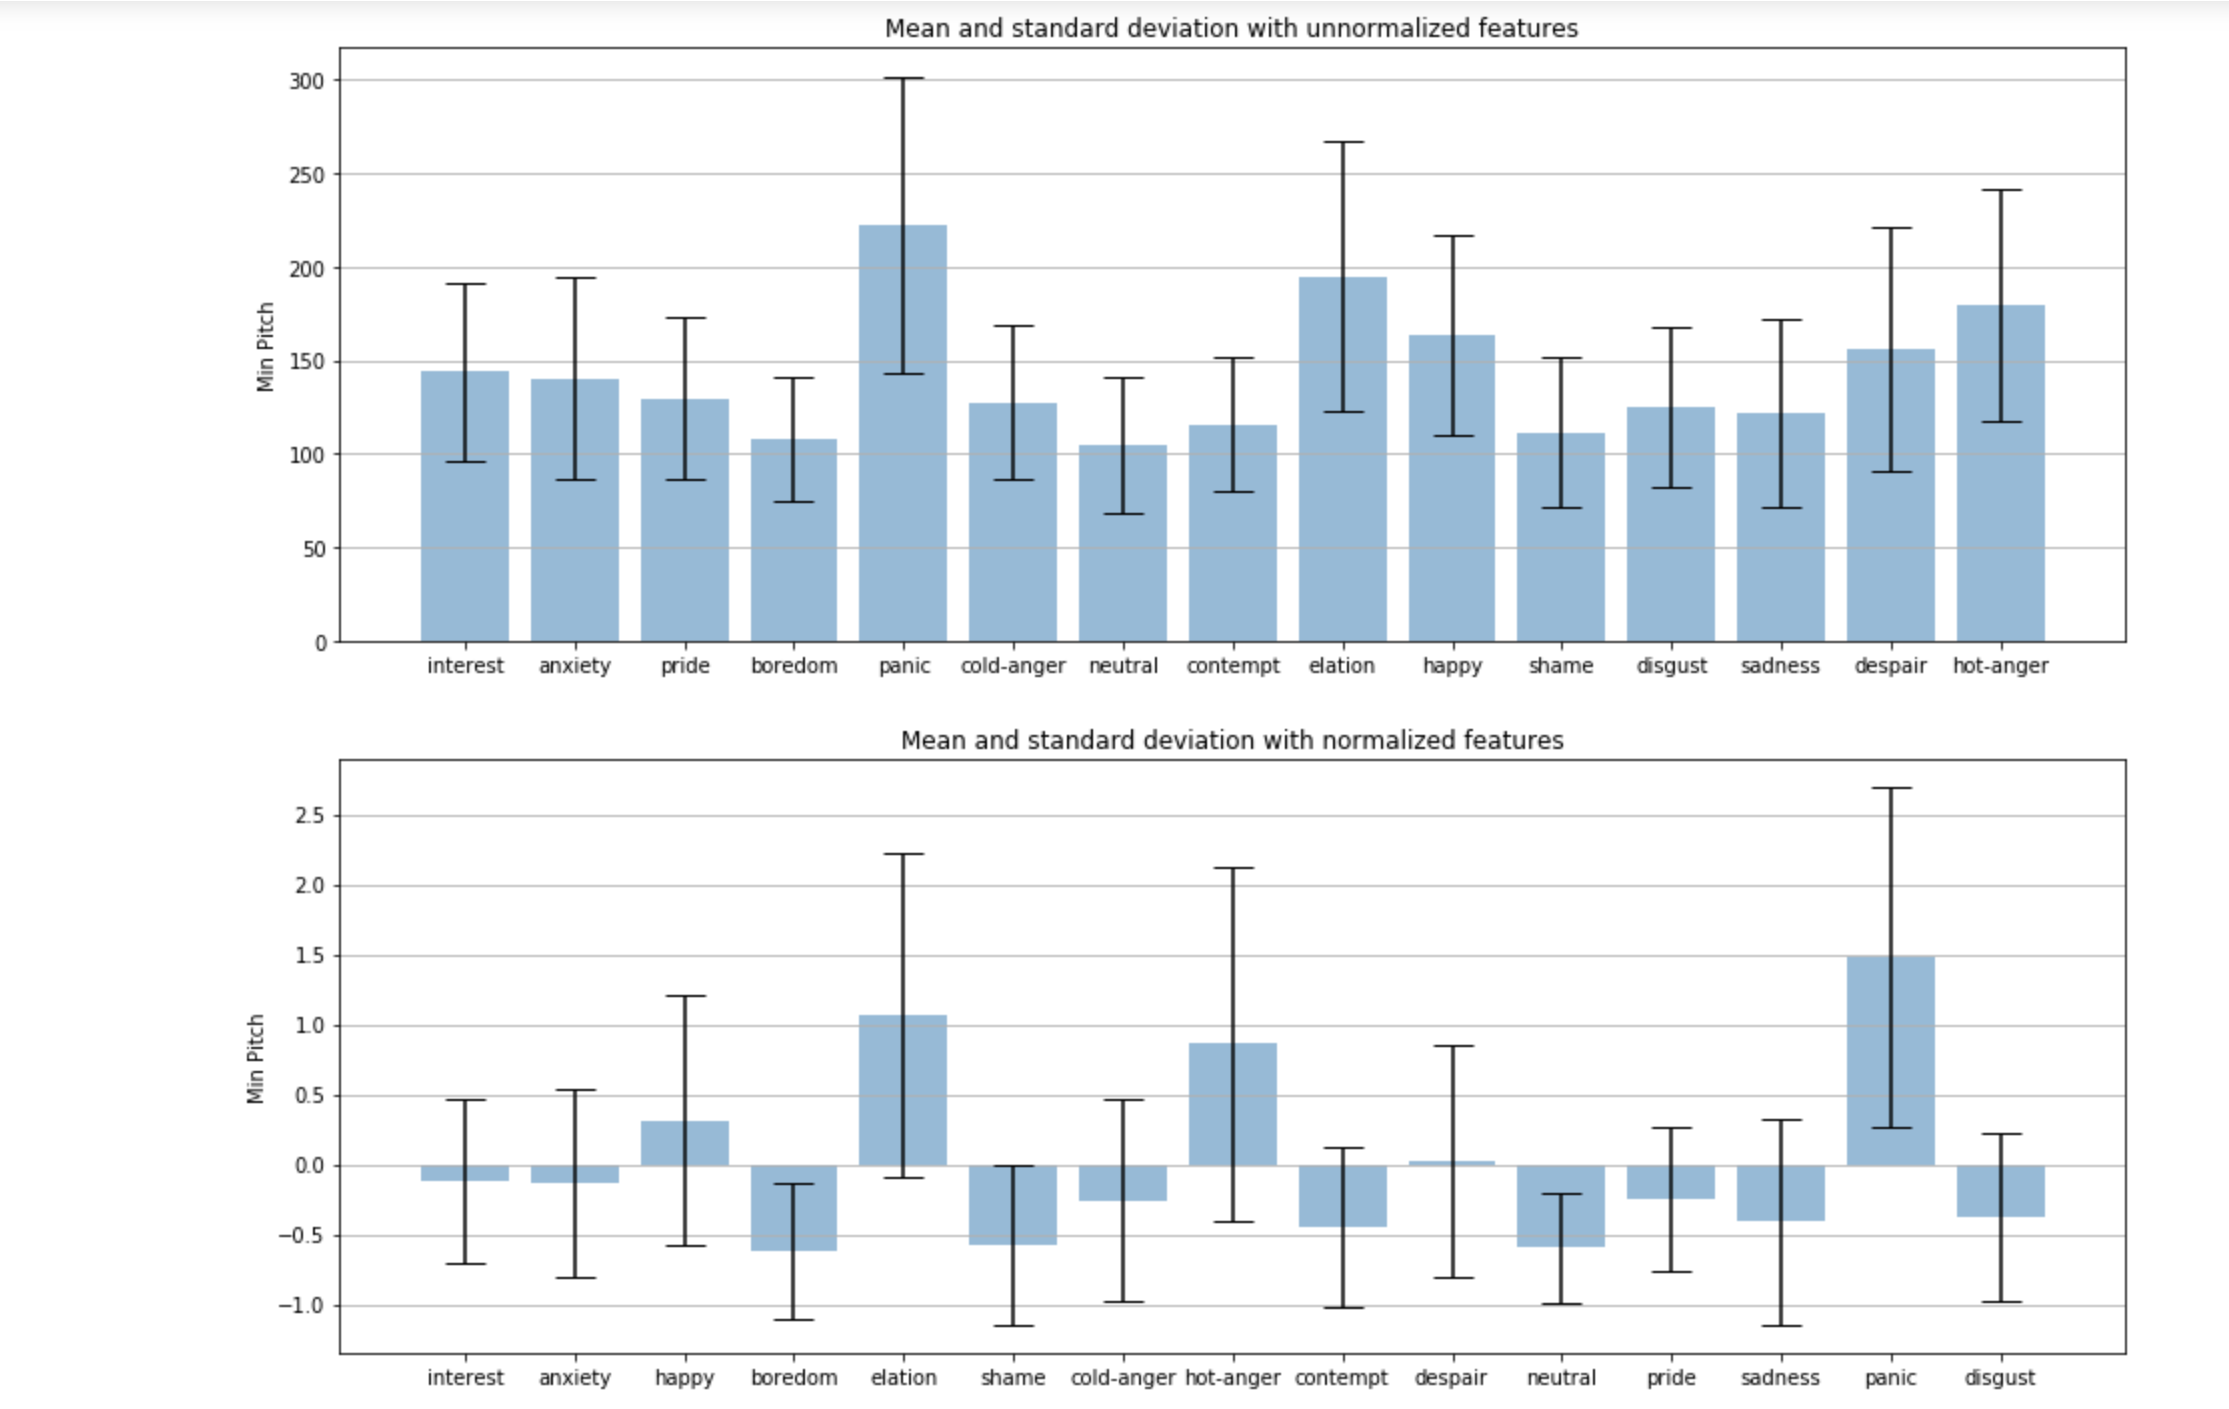 Mean and standard deviation with unnormalized features
300
250
200
150
100
50
0
Min Pitch
interest anxiety pride boredom panic cold-anger neutral contempt elation happy shame disgust sadness despair hot-anger
Mean and standard deviation with normalized features
2.5
2.0
1.5
1.0
0.5
0.0
−0.5
−1.0
Min Pitch
interest anxiety happy boredom elation shame cold-anger hot-anger contempt despair neutral pride sadness panic disgust